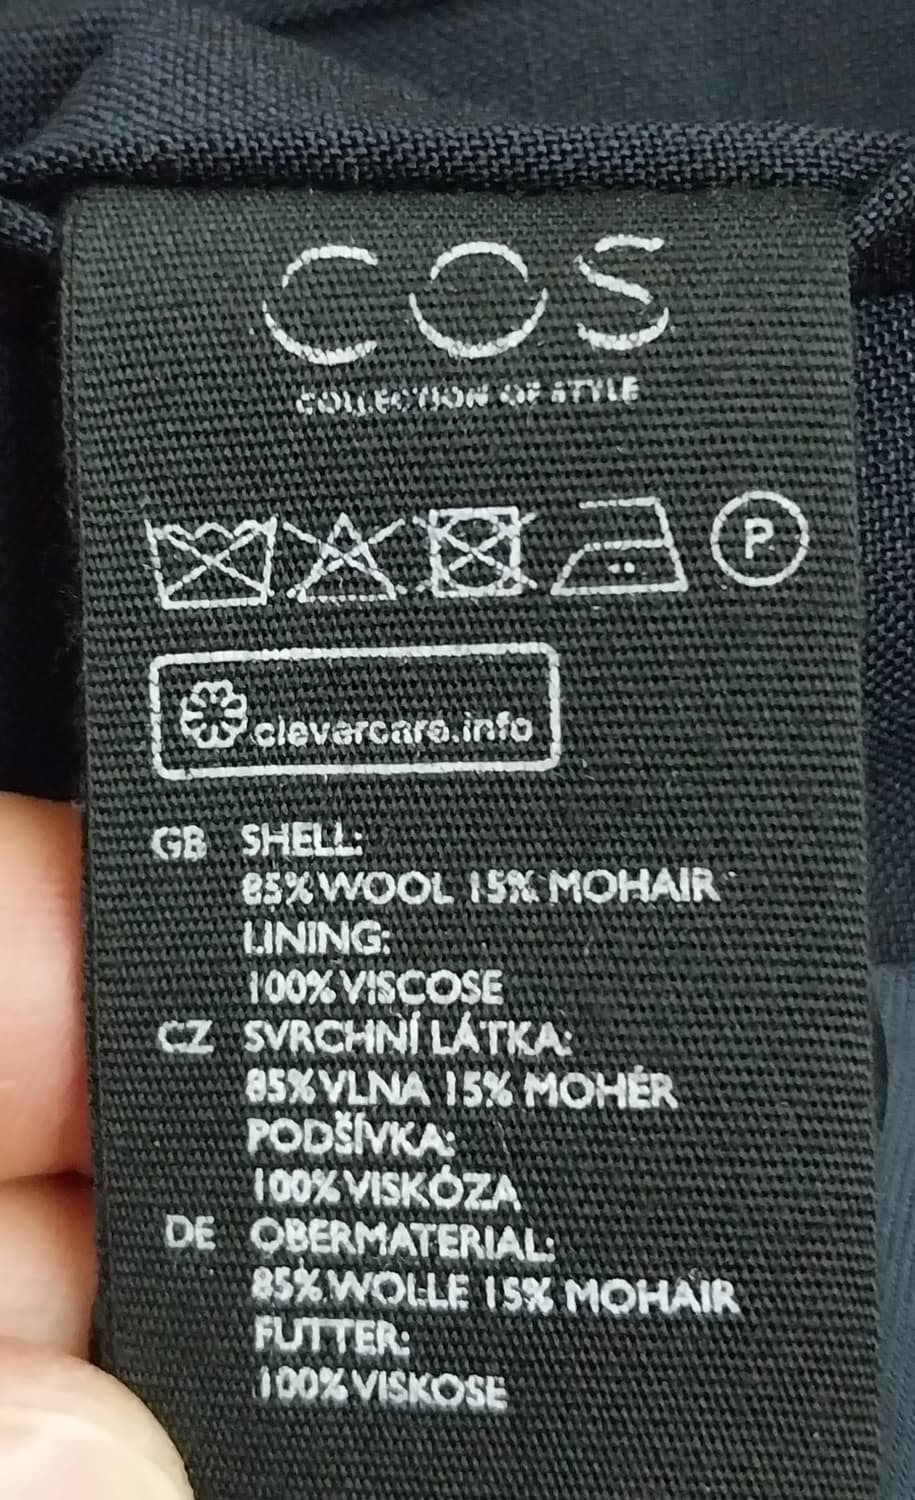 COS
COLLECTION OF STYLE
P
clevercare.info
GB SHELL:
85% WOOL 15% MOHAIR
LINING:
100% VISCOSE
CZ SVRCHNÍ LÁTKA:
85% VLNA 15% MOHÉR
PODŠÍVKA:
100% VISKÓZA
DE OBERMATERIAL:
85% WOLLE 15% MOHAIR
FUTTER:
100% VISKOSE